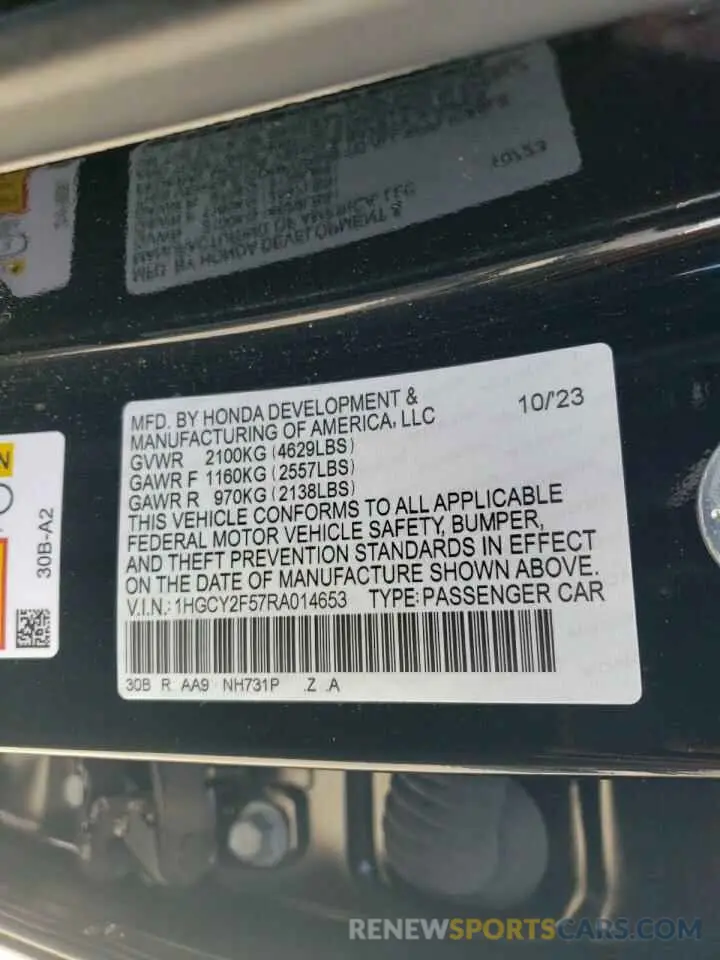 MFD. BY HONDA DEVELOPMENT &
MANUFACTURING OF AMERICA, LLC
10/'23
GVWR 2100KG (4629LBS)
GAWR F 1160KG (2557LBS)
GAWR R 970KG (2138LBS)
THIS VEHICLE CONFORMS TO ALL APPLICABLE
FEDERAL MOTOR VEHICLE SAFETY, BUMPER,
AND THEFT PREVENTION STANDARDS IN EFFECT
ON THE DATE OF MANUFACTURE SHOWN ABOVE.
V.I.N.: 1HGCY2F57RA014653 TYPE: PASSENGER CAR
30B R AA9 NH731P .Z .A
30B-A2
N
RENEWSPORTSCARS.COM